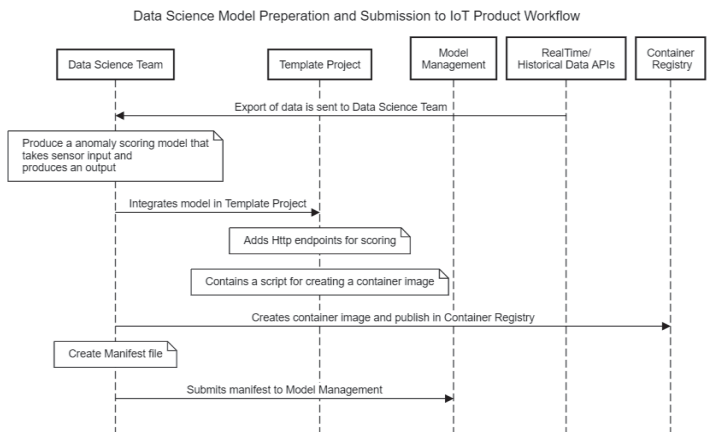 Data Science Model Preperation and Submission to IoT Product Workflow
Data Science Team
Template Project
Model
Management
RealTime/
Historical Data APIs
Container
Registry
Export of data is sent to Data Science Team
Produce a anomaly scoring model that
takes sensor input and
produces an output
Integrates model in Template Project
Adds Http endpoints for scoring
Contains a script for creating a container image
Creates container image and publish in Container Registry
Create Manifest file
Submits manifest to Model Management